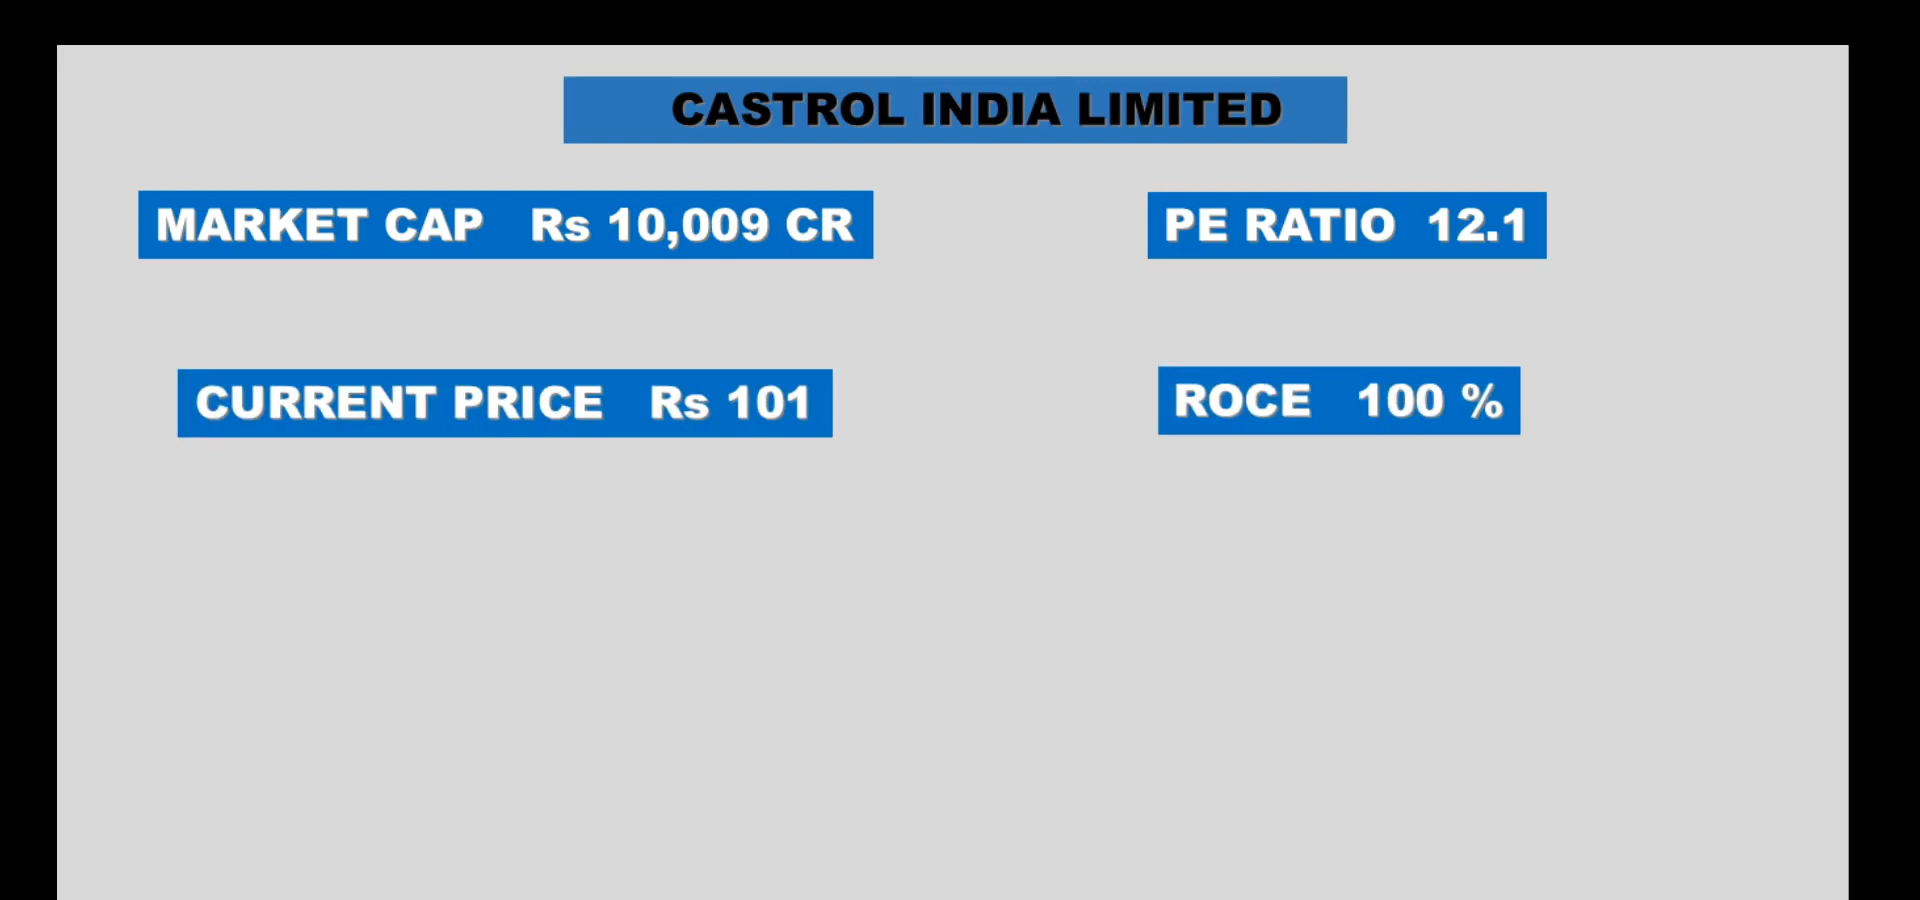 CASTROL INDIA LIMITED
MARKET CAP Rs 10,009 CR
PE RATIO 12.1
CURRENT PRICE Rs 101
ROCE 100 %